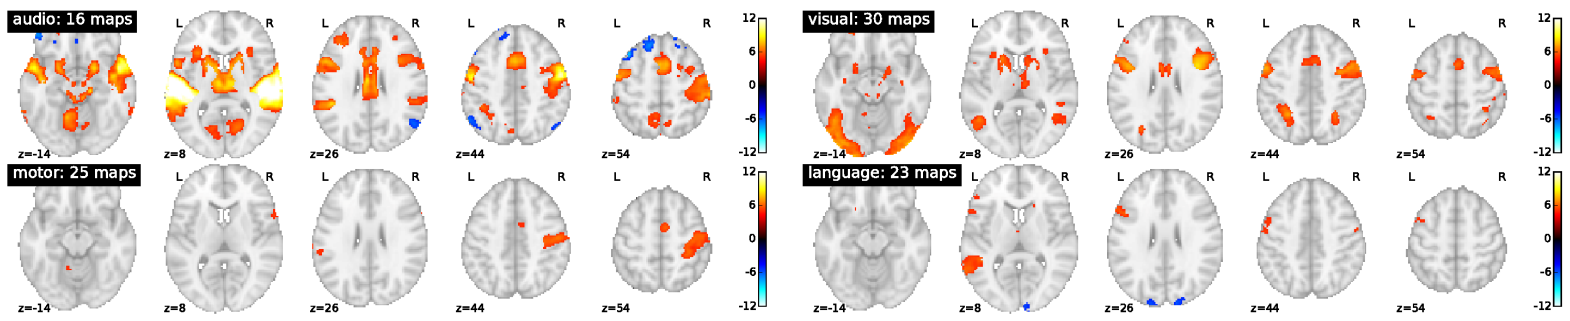 audio: 16 maps
L R L R L R L R
z=-14 z=8 z=26 z=44 z=54
12
6
0
-6
-12
visual: 30 maps
L R L R L R L R
z=-14 z=8 z=26 z=44 z=54
12
6
0
-6
-12
motor: 25 maps
L R L R L R L R
z=-14 z=8 z=26 z=44 z=54
12
6
0
-6
-12
language: 23 maps
L R L R L R L R
z=-14 z=8 z=26 z=44 z=54
12
6
0
-6
-12